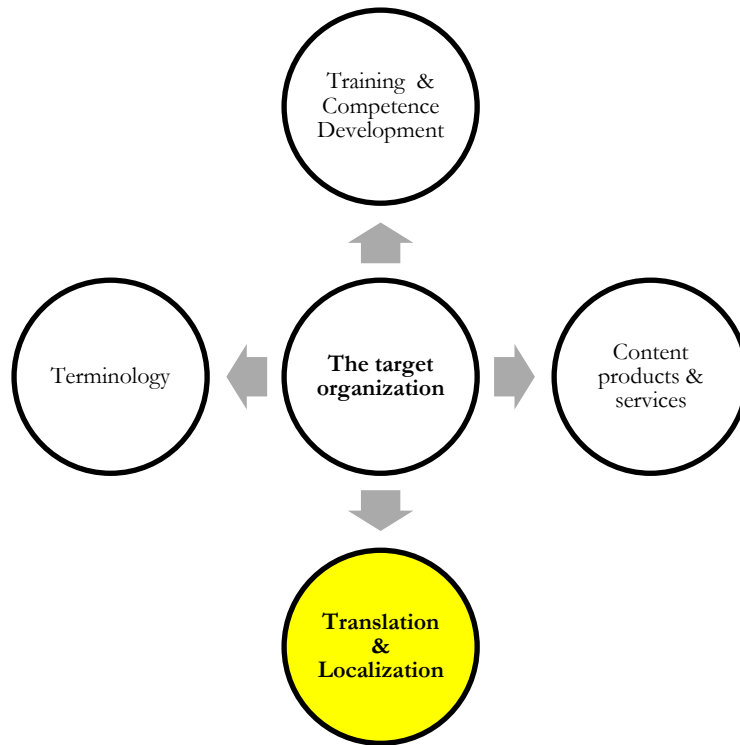 Training &
Competence
Development
Terminology
The target
organization
Content
products &
services
Translation
&
Localization